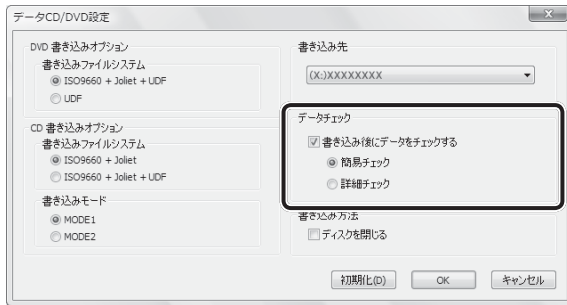 データCD/DVD設定
DVD 書き込みオプション
書き込みファイルシステム
ISO9660 + Joliet + UDF
UDF
CD 書き込みオプション
書き込みファイルシステム
ISO9660 + Joliet
ISO9660 + Joliet + UDF
書き込みモード
MODE1
MODE2
書き込み先
(X:)XXXXXXXX
データチェック
書き込み後にデータをチェックする
簡易チェック
詳細チェック
書き込み方法
ディスクを閉じる
初期化(D)
OK
キャンセル